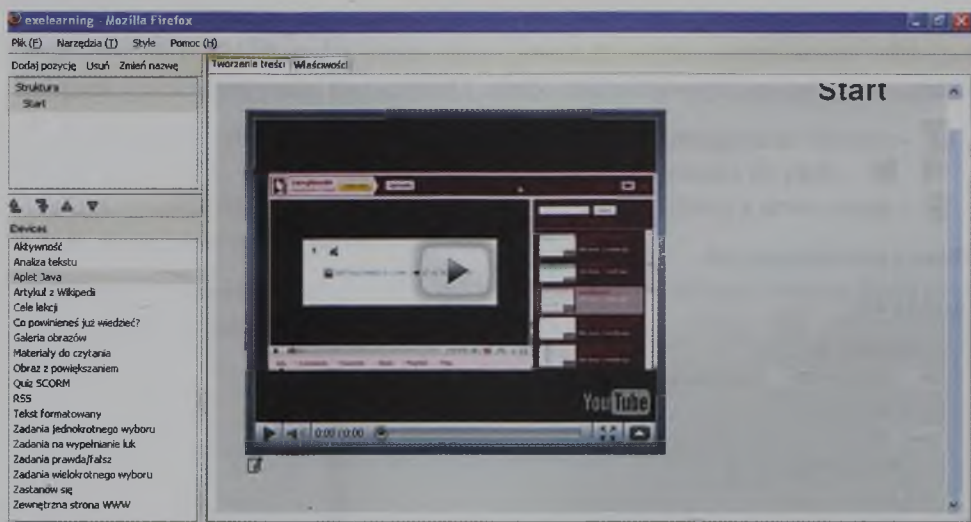 exelearning - Mozilla Firefox
Plik (F) Narzędzia (T) Style Pomoc (H)
Dodaj pozycję Usuń Zmień nazwę
Tworzenie treści Właściwości
Struktura
Start
Start
YouTube
0:00 / 0:00
Devices
Aktywność
Analiza tekstu
Aplet Java
Artykuł z Wikipedii
Cele lekcji
Co powinieneś już wiedzieć?
Galeria obrazów
Materiały do czytania
Obraz z powiększaniem
Quiz SCORM
RSS
Tekst formatowany
Zadania jednokrotnego wyboru
Zadania na wypełnianie luk
Zadania prawda/fałsz
Zadania wielokrotnego wyboru
Zastanów się
Zewnętrzna strona WWW